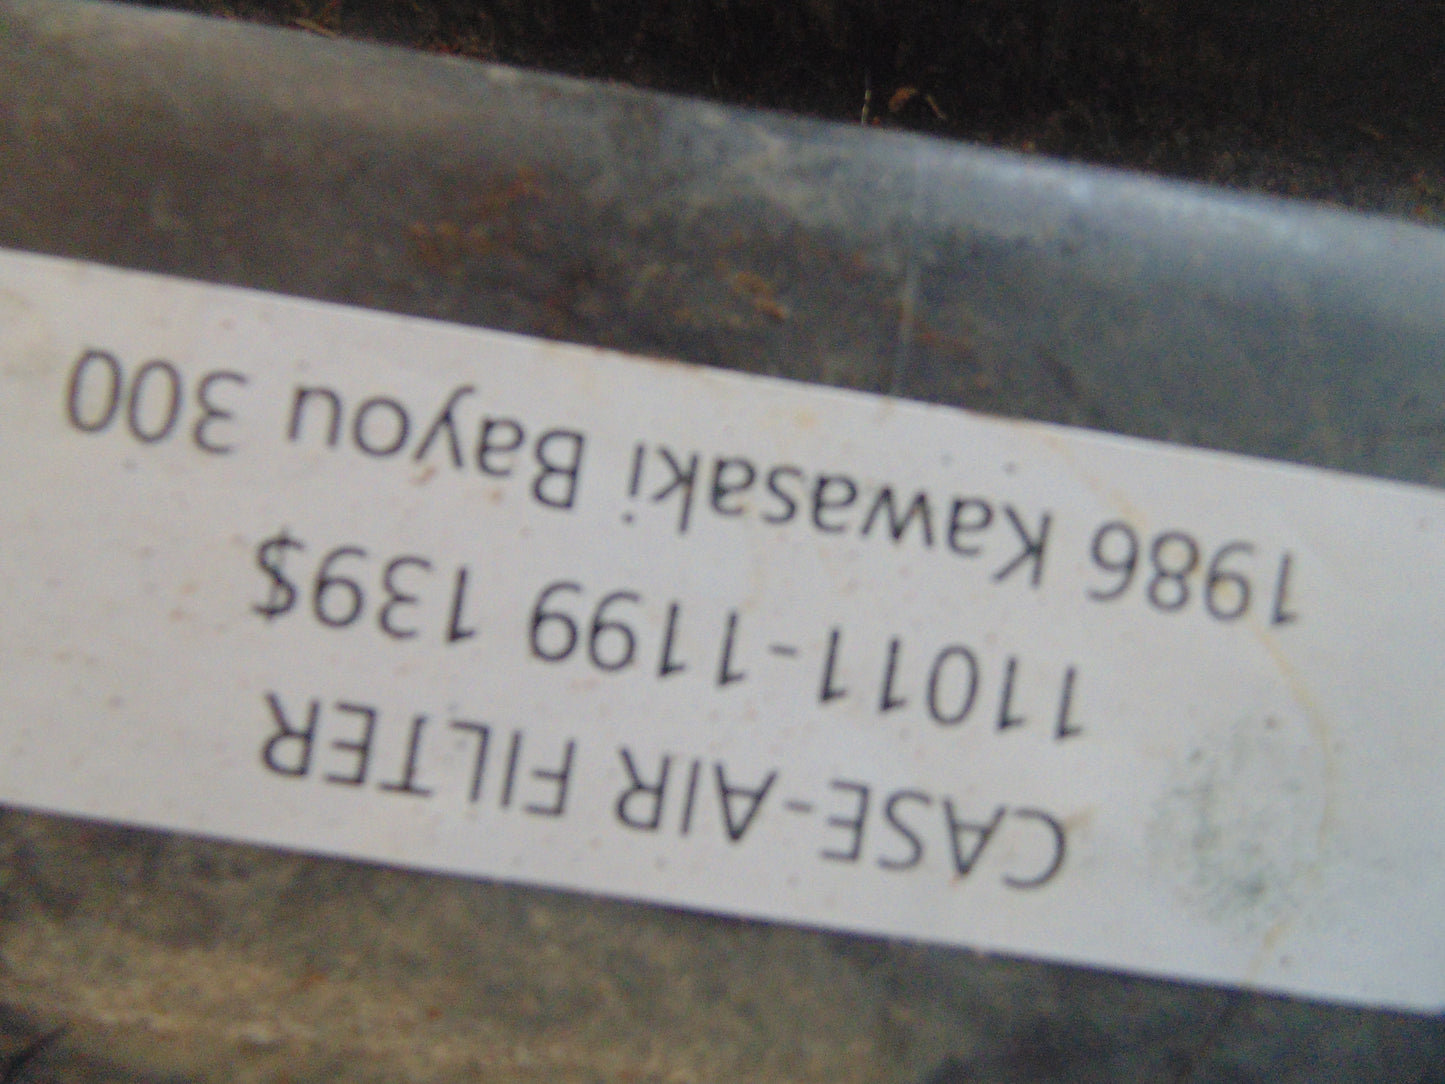 1986 Kawasaki Bayou 300
11011-1199 139$
CASE-AIR FILTER